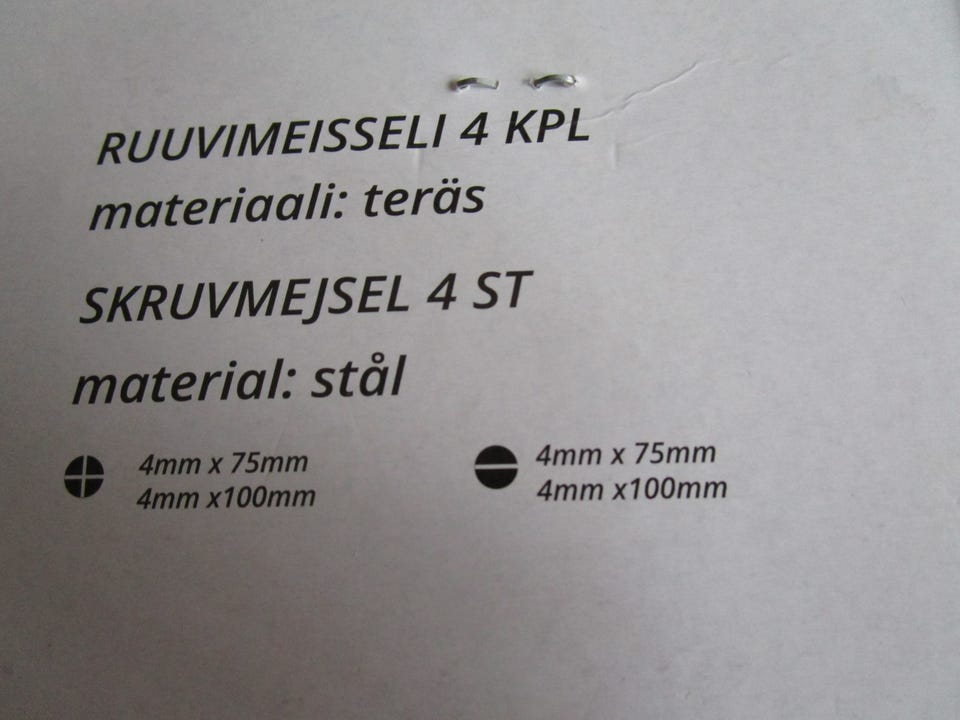 RUUVIMEISSELI 4 KPL
materiaali: teräs
SKRUVMEJSEL 4 ST
material: stål
4mm x 75mm
4mm x100mm
4mm x 75mm
4mm x100mm